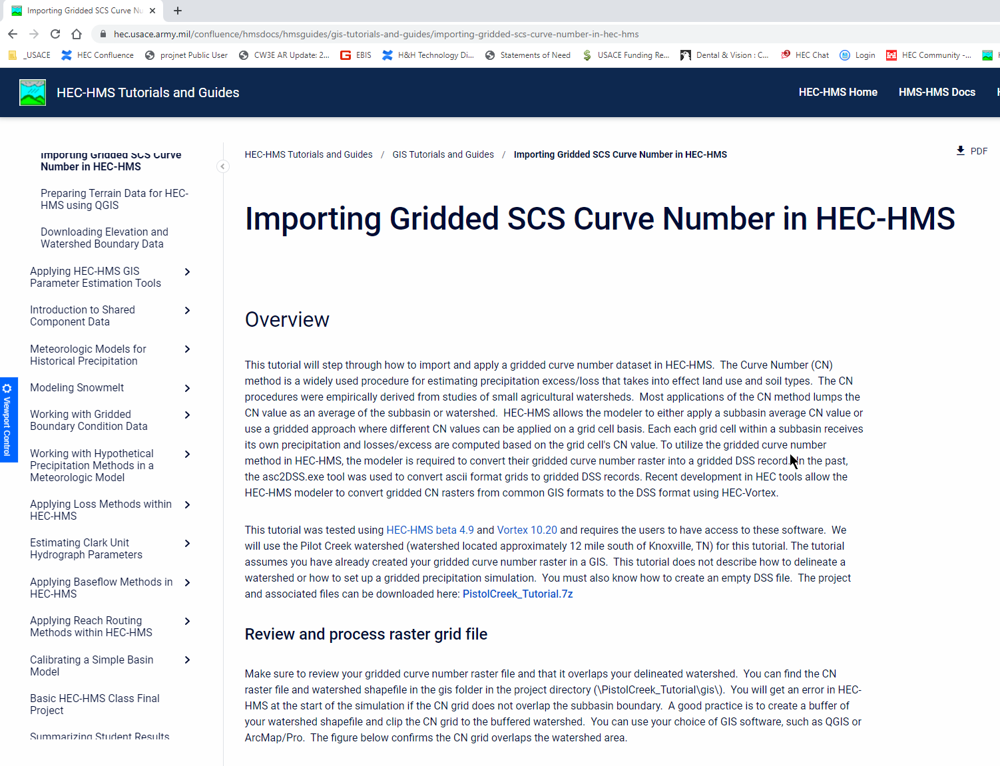 Importing Gridded SCS Curve Nu
hec.usace.army.mil/confluence/hmsdocs/hmsguides/gis-tutorials-and-guides/importing-gridded-scs-curve-number-in-hec-hms
_USACE HEC Confluence projnet Public User CW3E AR Update: 2... EBIS H&H Technology Di... Statements of Need USACE Funding Re... Dental & Vision : C... HEC Chat Login HEC Community -...
HEC-HMS Tutorials and Guides HEC-HMS Home HMS-HMS Docs
Importing Gridded SCS Curve
Number in HEC-HMS
Preparing Terrain Data for HEC-
HMS using QGIS
Downloading Elevation and
Watershed Boundary Data
Applying HEC-HMS GIS
Parameter Estimation Tools
Introduction to Shared
Component Data
Meteorologic Models for
Historical Precipitation
Modeling Snowmelt
Working with Gridded
Boundary Condition Data
Working with Hypothetical
Precipitation Methods in a
Meteorologic Model
Applying Loss Methods within
HEC-HMS
Estimating Clark Unit
Hydrograph Parameters
Applying Baseflow Methods in
HEC-HMS
Applying Reach Routing
Methods within HEC-HMS
Calibrating a Simple Basin
Model
Basic HEC-HMS Class Final
Project
Summarizing Student Results
Viewport Control
HEC-HMS Tutorials and Guides / GIS Tutorials and Guides / Importing Gridded SCS Curve Number in HEC-HMS
PDF
Importing Gridded SCS Curve Number in HEC-HMS
Overview
This tutorial will step through how to import and apply a gridded curve number dataset in HEC-HMS. The Curve Number (CN)
method is a widely used procedure for estimating precipitation excess/loss that takes into effect land use and soil types. The CN
procedures were empirically derived from studies of small agricultural watersheds. Most applications of the CN method lumps the
CN value as an average of the subbasin or watershed. HEC-HMS allows the modeler to either apply a subbasin average CN value or
use a gridded approach where different CN values can be applied on a grid cell basis. Each each grid cell within a subbasin receives
its own precipitation and losses/excess are computed based on the grid cell's CN value. To utilize the gridded curve number
method in HEC-HMS, the modeler is required to convert their gridded curve number raster into a gridded DSS record. In the past,
the asc2DSS.exe tool was used to convert ascii format grids to gridded DSS records. Recent development in HEC tools allow the
HEC-HMS modeler to convert gridded CN rasters from common GIS formats to the DSS format using HEC-Vortex.
This tutorial was tested using HEC-HMS beta 4.9 and Vortex 10.20 and requires the users to have access to these software. We
will use the Pilot Creek watershed (watershed located approximately 12 mile south of Knoxville, TN) for this tutorial. The tutorial
assumes you have already created your gridded curve number raster in a GIS. This tutorial does not describe how to delineate a
watershed or how to set up a gridded precipitation simulation. You must also know how to create an empty DSS file. The project
and associated files can be downloaded here: PistolCreek_Tutorial.7z
Review and process raster grid file
Make sure to review your gridded curve number raster file and that it overlaps your delineated watershed. You can find the CN
raster file and watershed shapefile in the gis folder in the project directory (\PistolCreek_Tutorial\gis\). You will get an error in HEC-
HMS at the start of the simulation if the CN grid does not overlap the subbasin boundary. A good practice is to create a buffer of
your watershed shapefile and clip the CN grid to the buffered watershed. You can use your choice of GIS software, such as QGIS or
ArcMap/Pro. The figure below confirms the CN grid overlaps the watershed area.